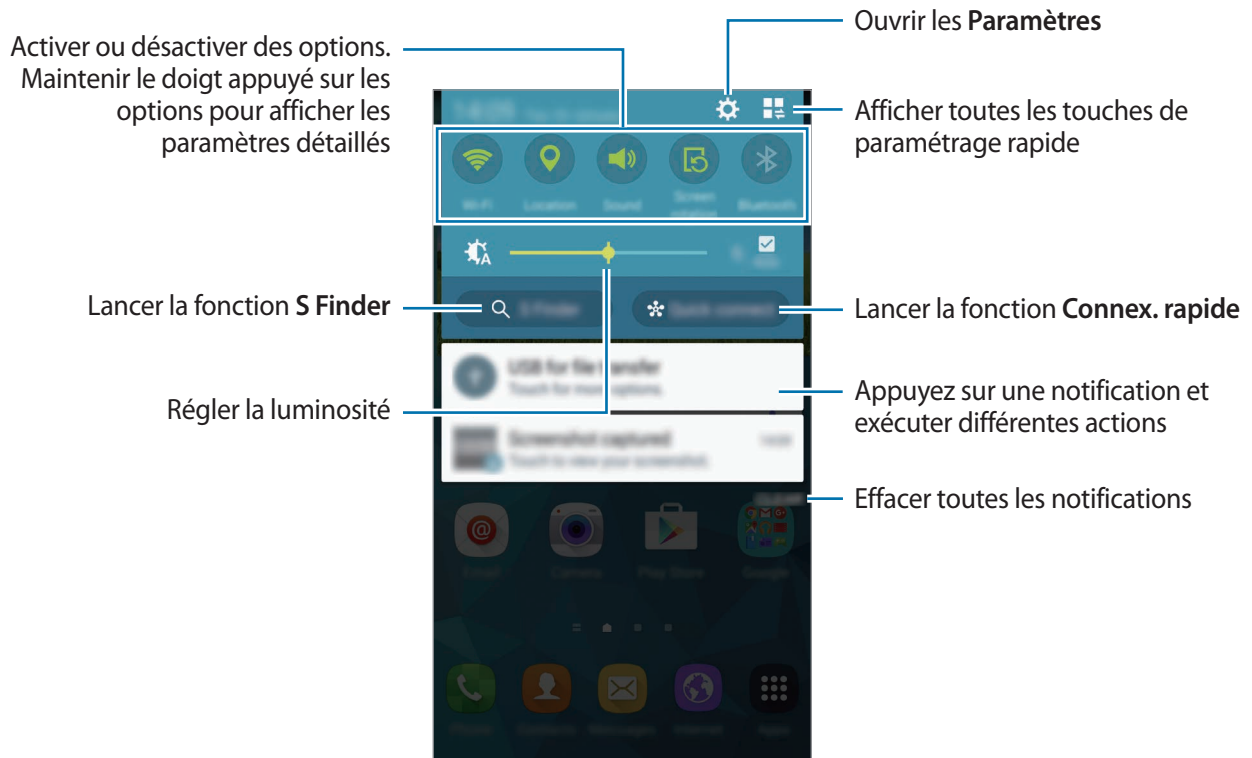 Ouvrir les Paramètres
Activer ou désactiver des options.
Maintenir le doigt appuyé sur les
options pour afficher les
paramètres détaillés
Afficher toutes les touches de
paramétrage rapide
Wi-Fi
Location
Sound
Screen
rotation
Bluetooth
A
Lancer la fonction S Finder
S Finder
Quick connect
Lancer la fonction Connex. rapide
USB for file transfer
Touch for more options.
Appuyez sur une notification et
exécuter différentes actions
Régler la luminosité
Screenshot captured
Touch to view your screenshot.
Effacer toutes les notifications
CLEAR
Email
Camera
Play Store
Google
Phone
Contacts
Messages
Internet
Apps